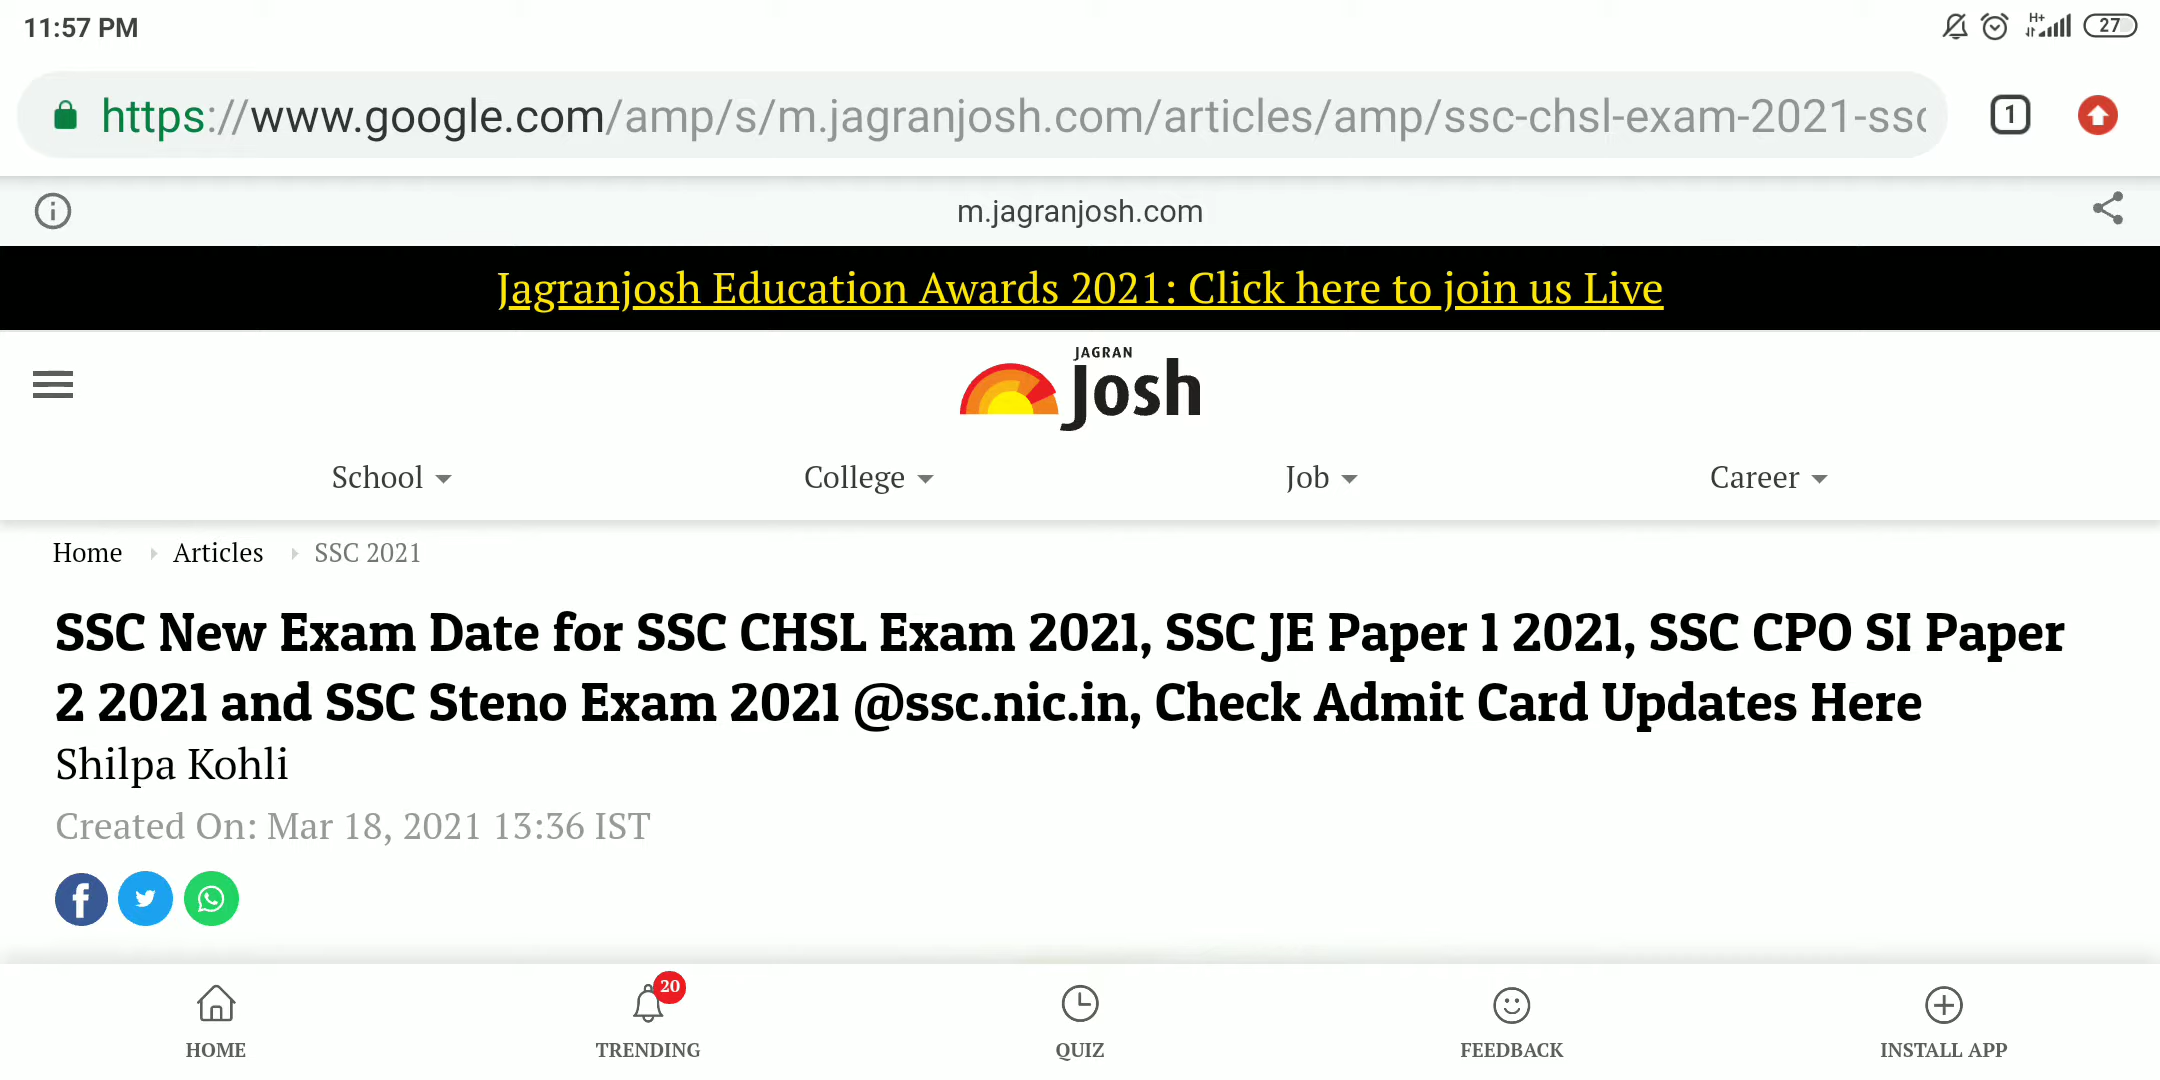 11:57 PM
H+
27
https://www.google.com/amp/s/m.jagranjosh.com/articles/amp/ssc-chsl-exam-2021-ssc
1
m.jagranjosh.com
Jagranjosh Education Awards 2021: Click here to join us Live
JAGRAN
Josh
School
College
Job
Career
Home
Articles
SSC 2021
SSC New Exam Date for SSC CHSL Exam 2021, SSC JE Paper 1 2021, SSC CPO SI Paper
2 2021 and SSC Steno Exam 2021 @ssc.nic.in, Check Admit Card Updates Here
Shilpa Kohli
Created On: Mar 18, 2021 13:36 IST
20
HOME
TRENDING
QUIZ
FEEDBACK
INSTALL APP